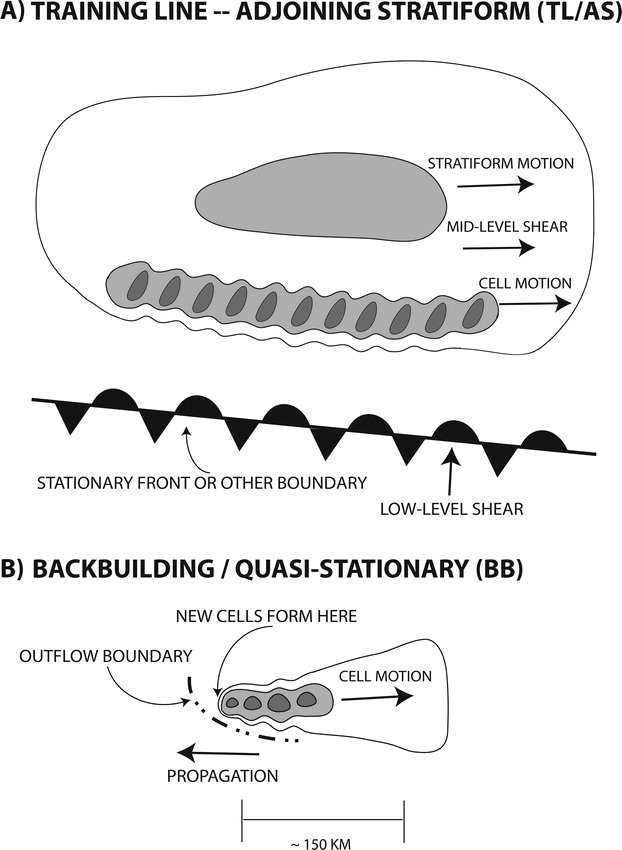 A) TRAINING LINE -- ADJOINING STRATIFORM (TL/AS)
STRATIFORM MOTION
MID-LEVEL SHEAR
CELL MOTION
STATIONARY FRONT OR OTHER BOUNDARY
LOW-LEVEL SHEAR
B) BACKBUILDING / QUASI-STATIONARY (BB)
NEW CELLS FORM HERE
OUTFLOW BOUNDARY
CELL MOTION
PROPAGATION
~ 150 KM